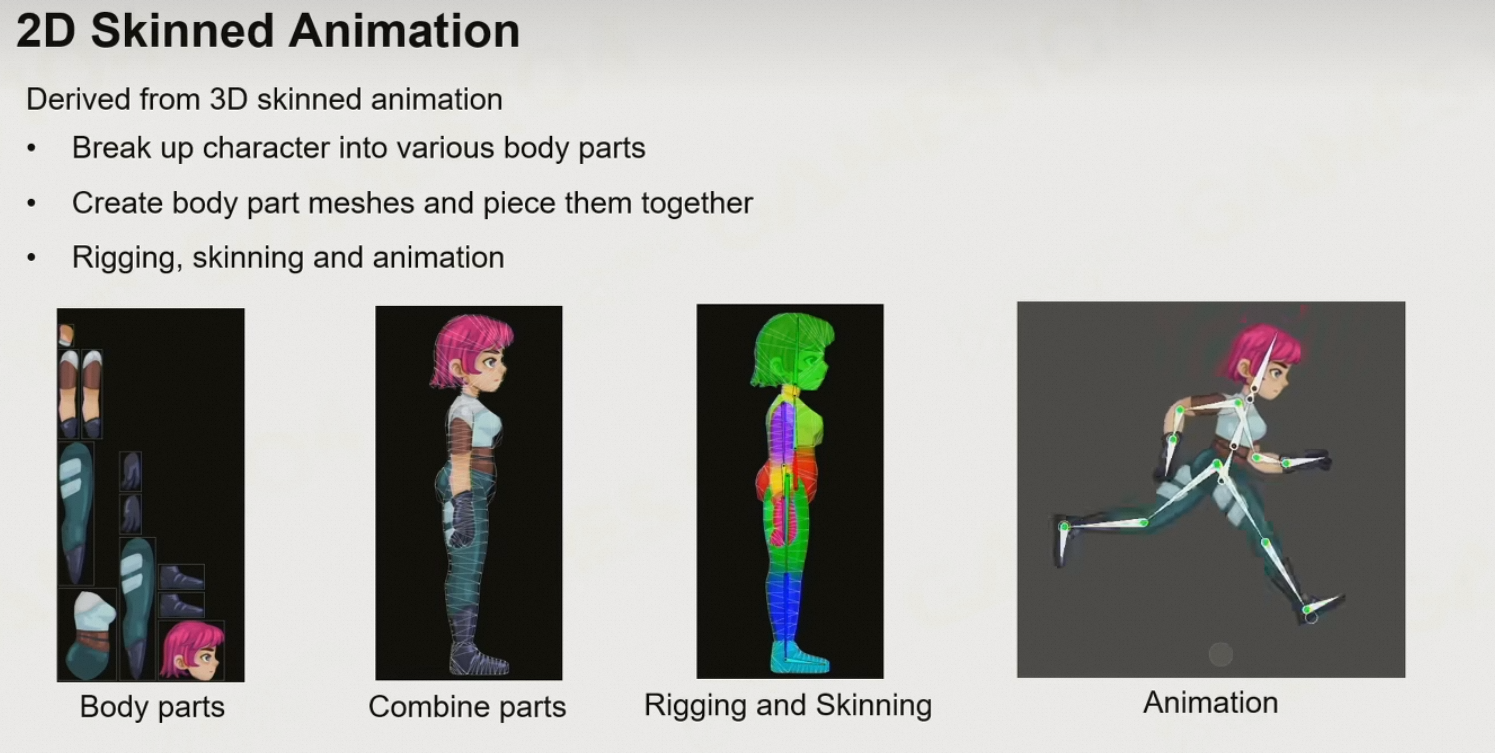 2D Skinned Animation
Derived from 3D skinned animation
• Break up character into various body parts
• Create body part meshes and piece them together
• Rigging, skinning and animation
Body parts
Combine parts
Rigging and Skinning
Animation